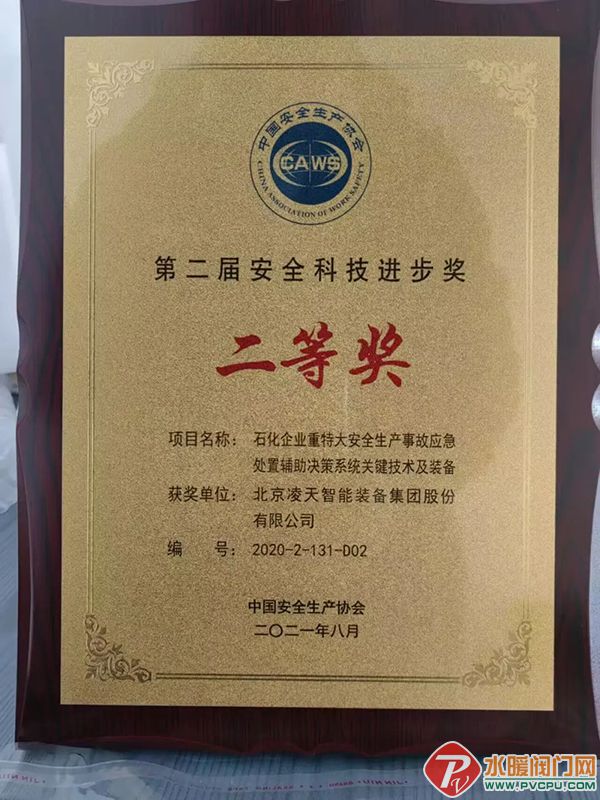 中国安全生产协会
CAWS
CHINA ASSOCIATION OF WORK SAFETY
第二届安全科技进步奖
二等奖
项目名称：石化企业重特大安全生产事故应急
处置辅助决策系统关键技术及装备
获奖单位：北京凌天智能装备集团股份
有限公司
编 号：2020-2-131-D02
中国安全生产协会
二〇二一年八月
水暖阀门网
WWW.PVCPU.COM